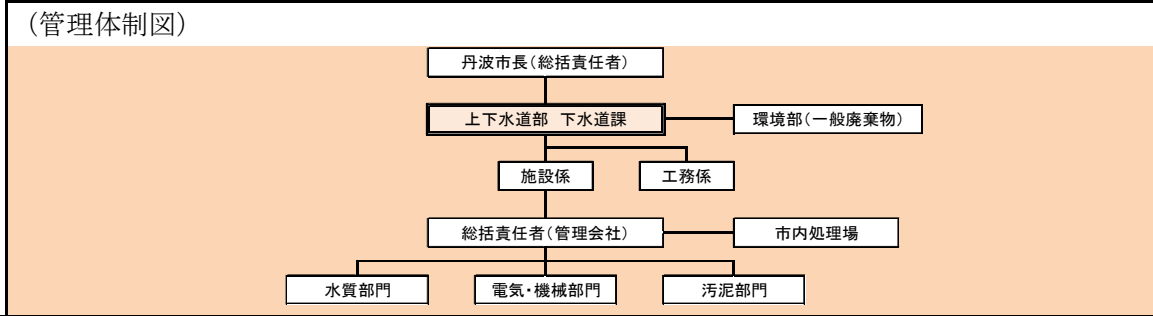 （管理体制図）
丹波市長（総括責任者）
上下水道部　下水道課
環境部（一般廃棄物）
施設係
工務係
総括責任者（管理会社）
市内処理場
水質部門
電気・機械部門
汚泥部門